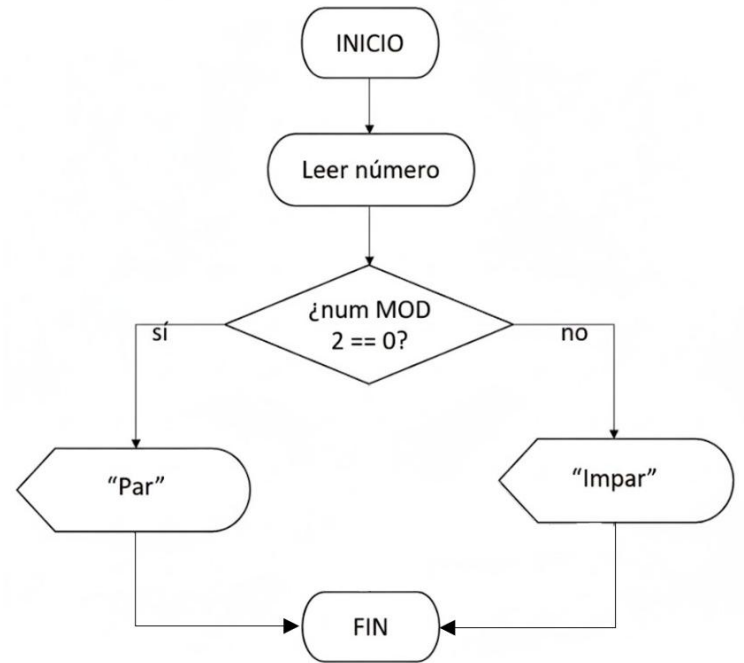 INICIO
Leer número
¿num MOD
2 == 0?
sí
no
“Par”
“Impar”
FIN